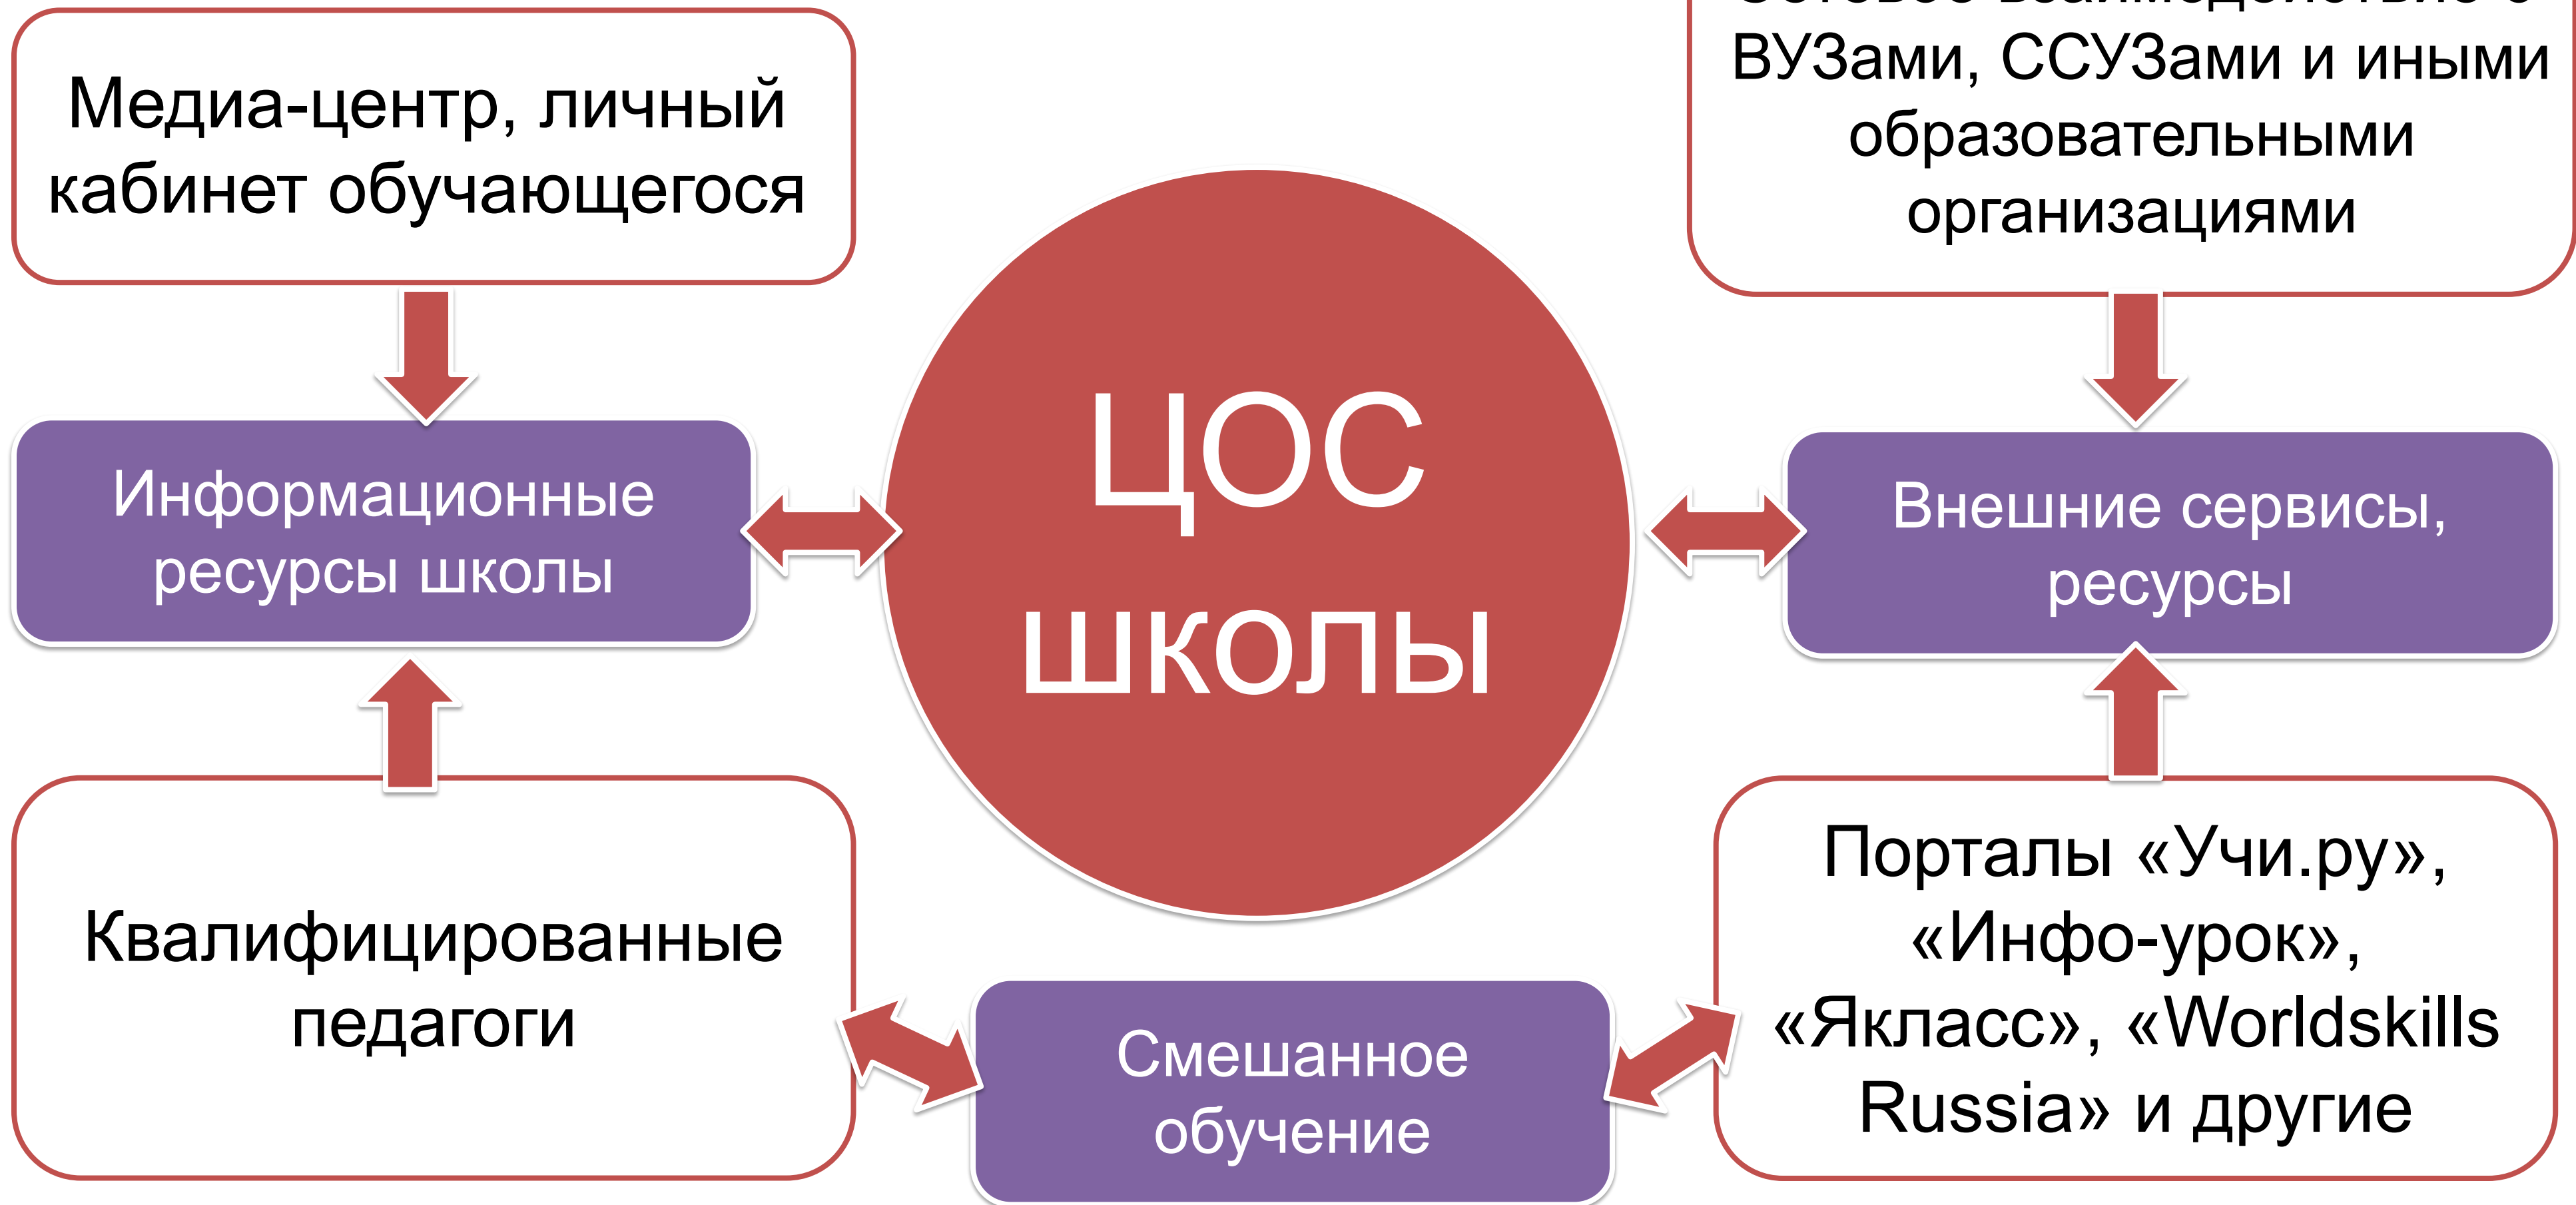 Медиа-центр, личный
кабинет обучающегося
ВУЗами, ССУЗами и иными
образовательными
организациями
Информационные
ресурсы школы
ЦОС
школы
Внешние сервисы,
ресурсы
Квалифицированные
педагоги
Смешанное
обучение
Порталы «Учи.ру»,
«Инфо-урок»,
«Якласс», «Worldskills
Russia» и другие